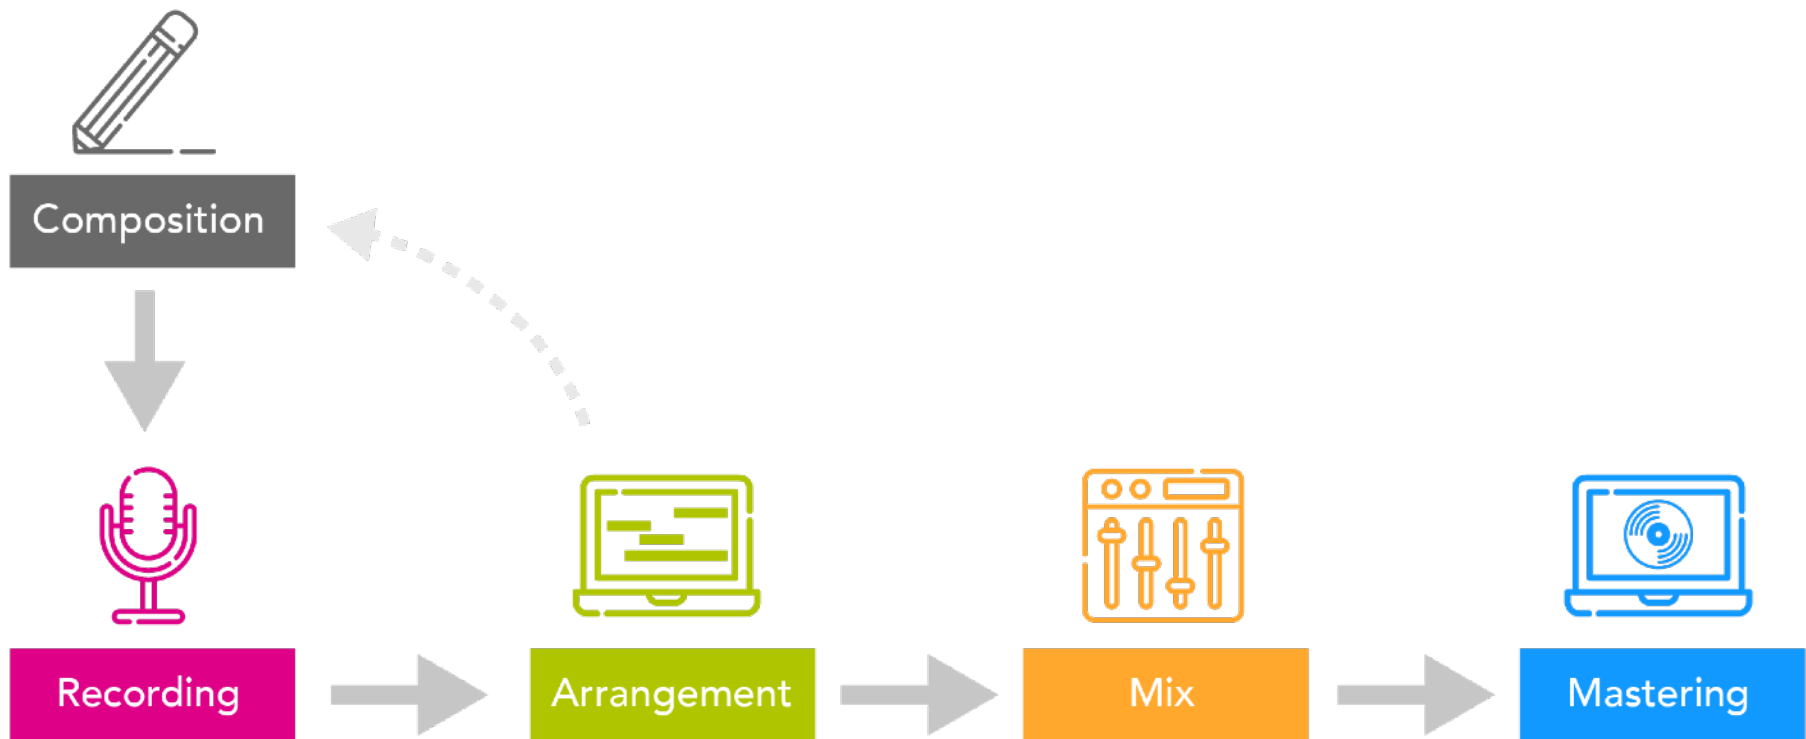 Composition
Recording
Arrangement
Mix
Mastering